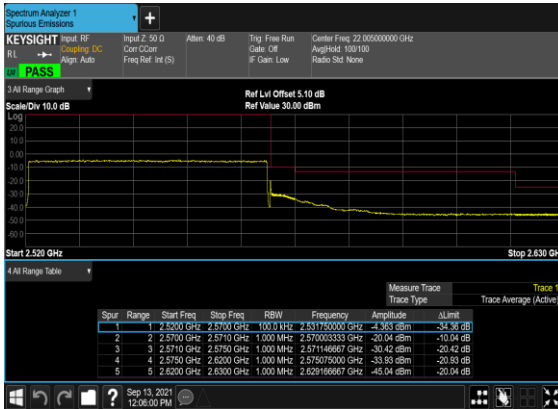 Spectrum Analyzer 1
Spurious Emissions
+
KEYSIGHT Input: RF Input Z: 50 Ω Atten: 40 dB Trig: Free Run Center Freq: 22.005000000 GHz
RL Coupling: DC Corr CCorr Gate: Off Avg|Hold: 100/100
Align: Auto Freq Ref: Int (S) IF Gain: Low Radio Std: None
PASS
3 All Range Graph
Ref Lvl Offset 5.10 dB
Scale/Div 10.0 dB Ref Value 30.00 dBm
Log
20.0
10.0
0.00
-10.0
-20.0
-30.0
-40.0
-50.0
-60.0
Start 2.520 GHz Stop 2.630 GH
4 All Range Table
Measure Trace Trace 1
Trace Type Trace Average (Active)
Spur Range Start Freq Stop Freq RBW Frequency Amplitude ΔLimit
1 1 2.5200 GHz 2.5700 GHz 100.0 kHz 2.531750000 GHz -4.363 dBm -34.36 dB
2 2 2.5700 GHz 2.5710 GHz 1.000 MHz 2.570003333 GHz -20.04 dBm -10.04 dB
3 3 2.5710 GHz 2.5750 GHz 1.000 MHz 2.571146667 GHz -30.42 dBm -20.42 dB
4 4 2.5750 GHz 2.6200 GHz 1.000 MHz 2.575075000 GHz -33.93 dBm -20.93 dB
5 5 2.6200 GHz 2.6300 GHz 1.000 MHz 2.629166667 GHz -45.04 dBm -20.04 dB
?
Sep 13, 2021
12:06:00 PM